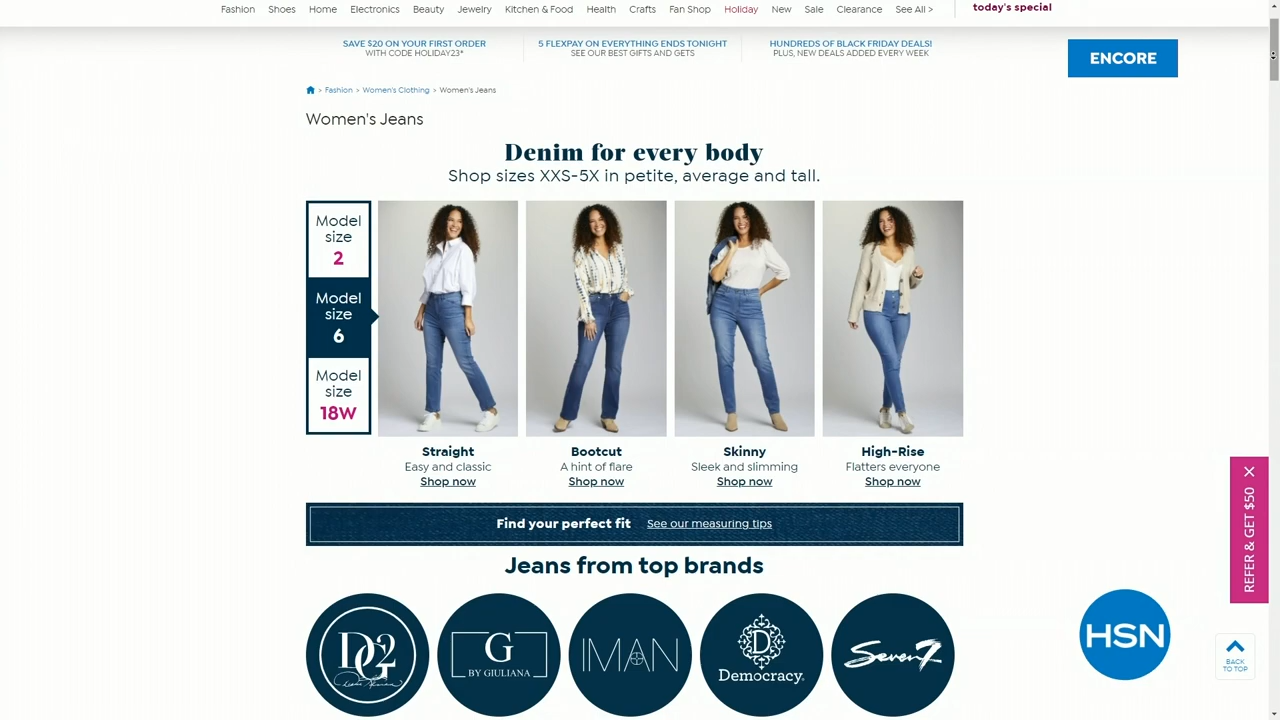 Fashion Shoes Home Electronics Beauty Jewelry Kitchen & Food Health Crafts Fan Shop Holiday New Sale Clearance See All >
today's special
SAVE $20 ON YOUR FIRST ORDER
WITH CODE HOLIDAY23*
5 FLEXPAY ON EVERYTHING ENDS TONIGHT
SEE OUR BEST GIFTS AND GETS
HUNDREDS OF BLACK FRIDAY DEALS!
PLUS, NEW DEALS ADDED EVERY WEEK
ENCORE
> Fashion > Women's Clothing > Women's Jeans
Women's Jeans
Denim for every body
Shop sizes XXS-5X in petite, average and tall.
Model
size
2
Model
size
6
Model
size
18W
Straight
Easy and classic
Shop now
Bootcut
A hint of flare
Shop now
Skinny
Sleek and slimming
Shop now
High-Rise
Flatters everyone
Shop now
Find your perfect fit See our measuring tips
Jeans from top brands
DG2
G
BY GIULIANA
IMAN
D
Democracy
Seven7
REFER & GET $50
HSN
BACK
TO TOP